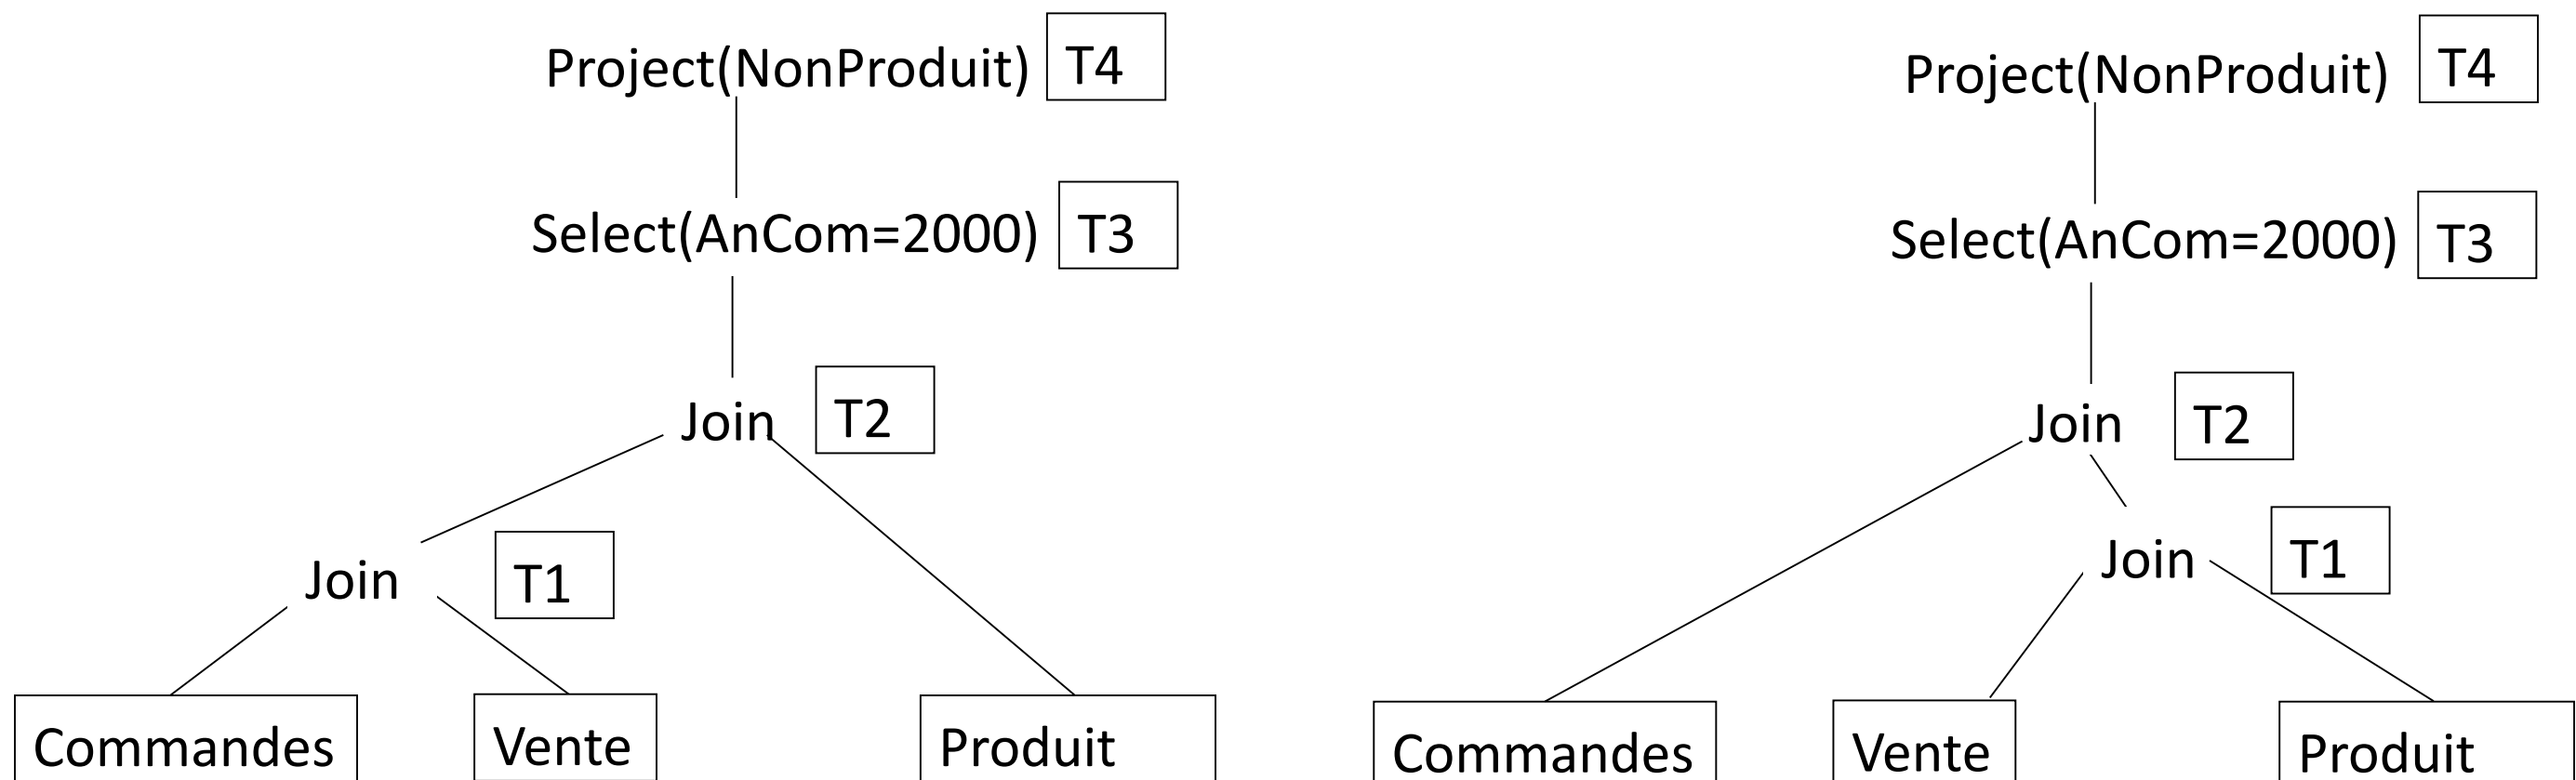 Project(NonProduit) T4
Select(AnCom=2000) T3
Join T2
Join T1
Commandes Vente Produit
Project(NonProduit) T4
Select(AnCom=2000) T3
Join T2
Join T1
Commandes Vente Produit